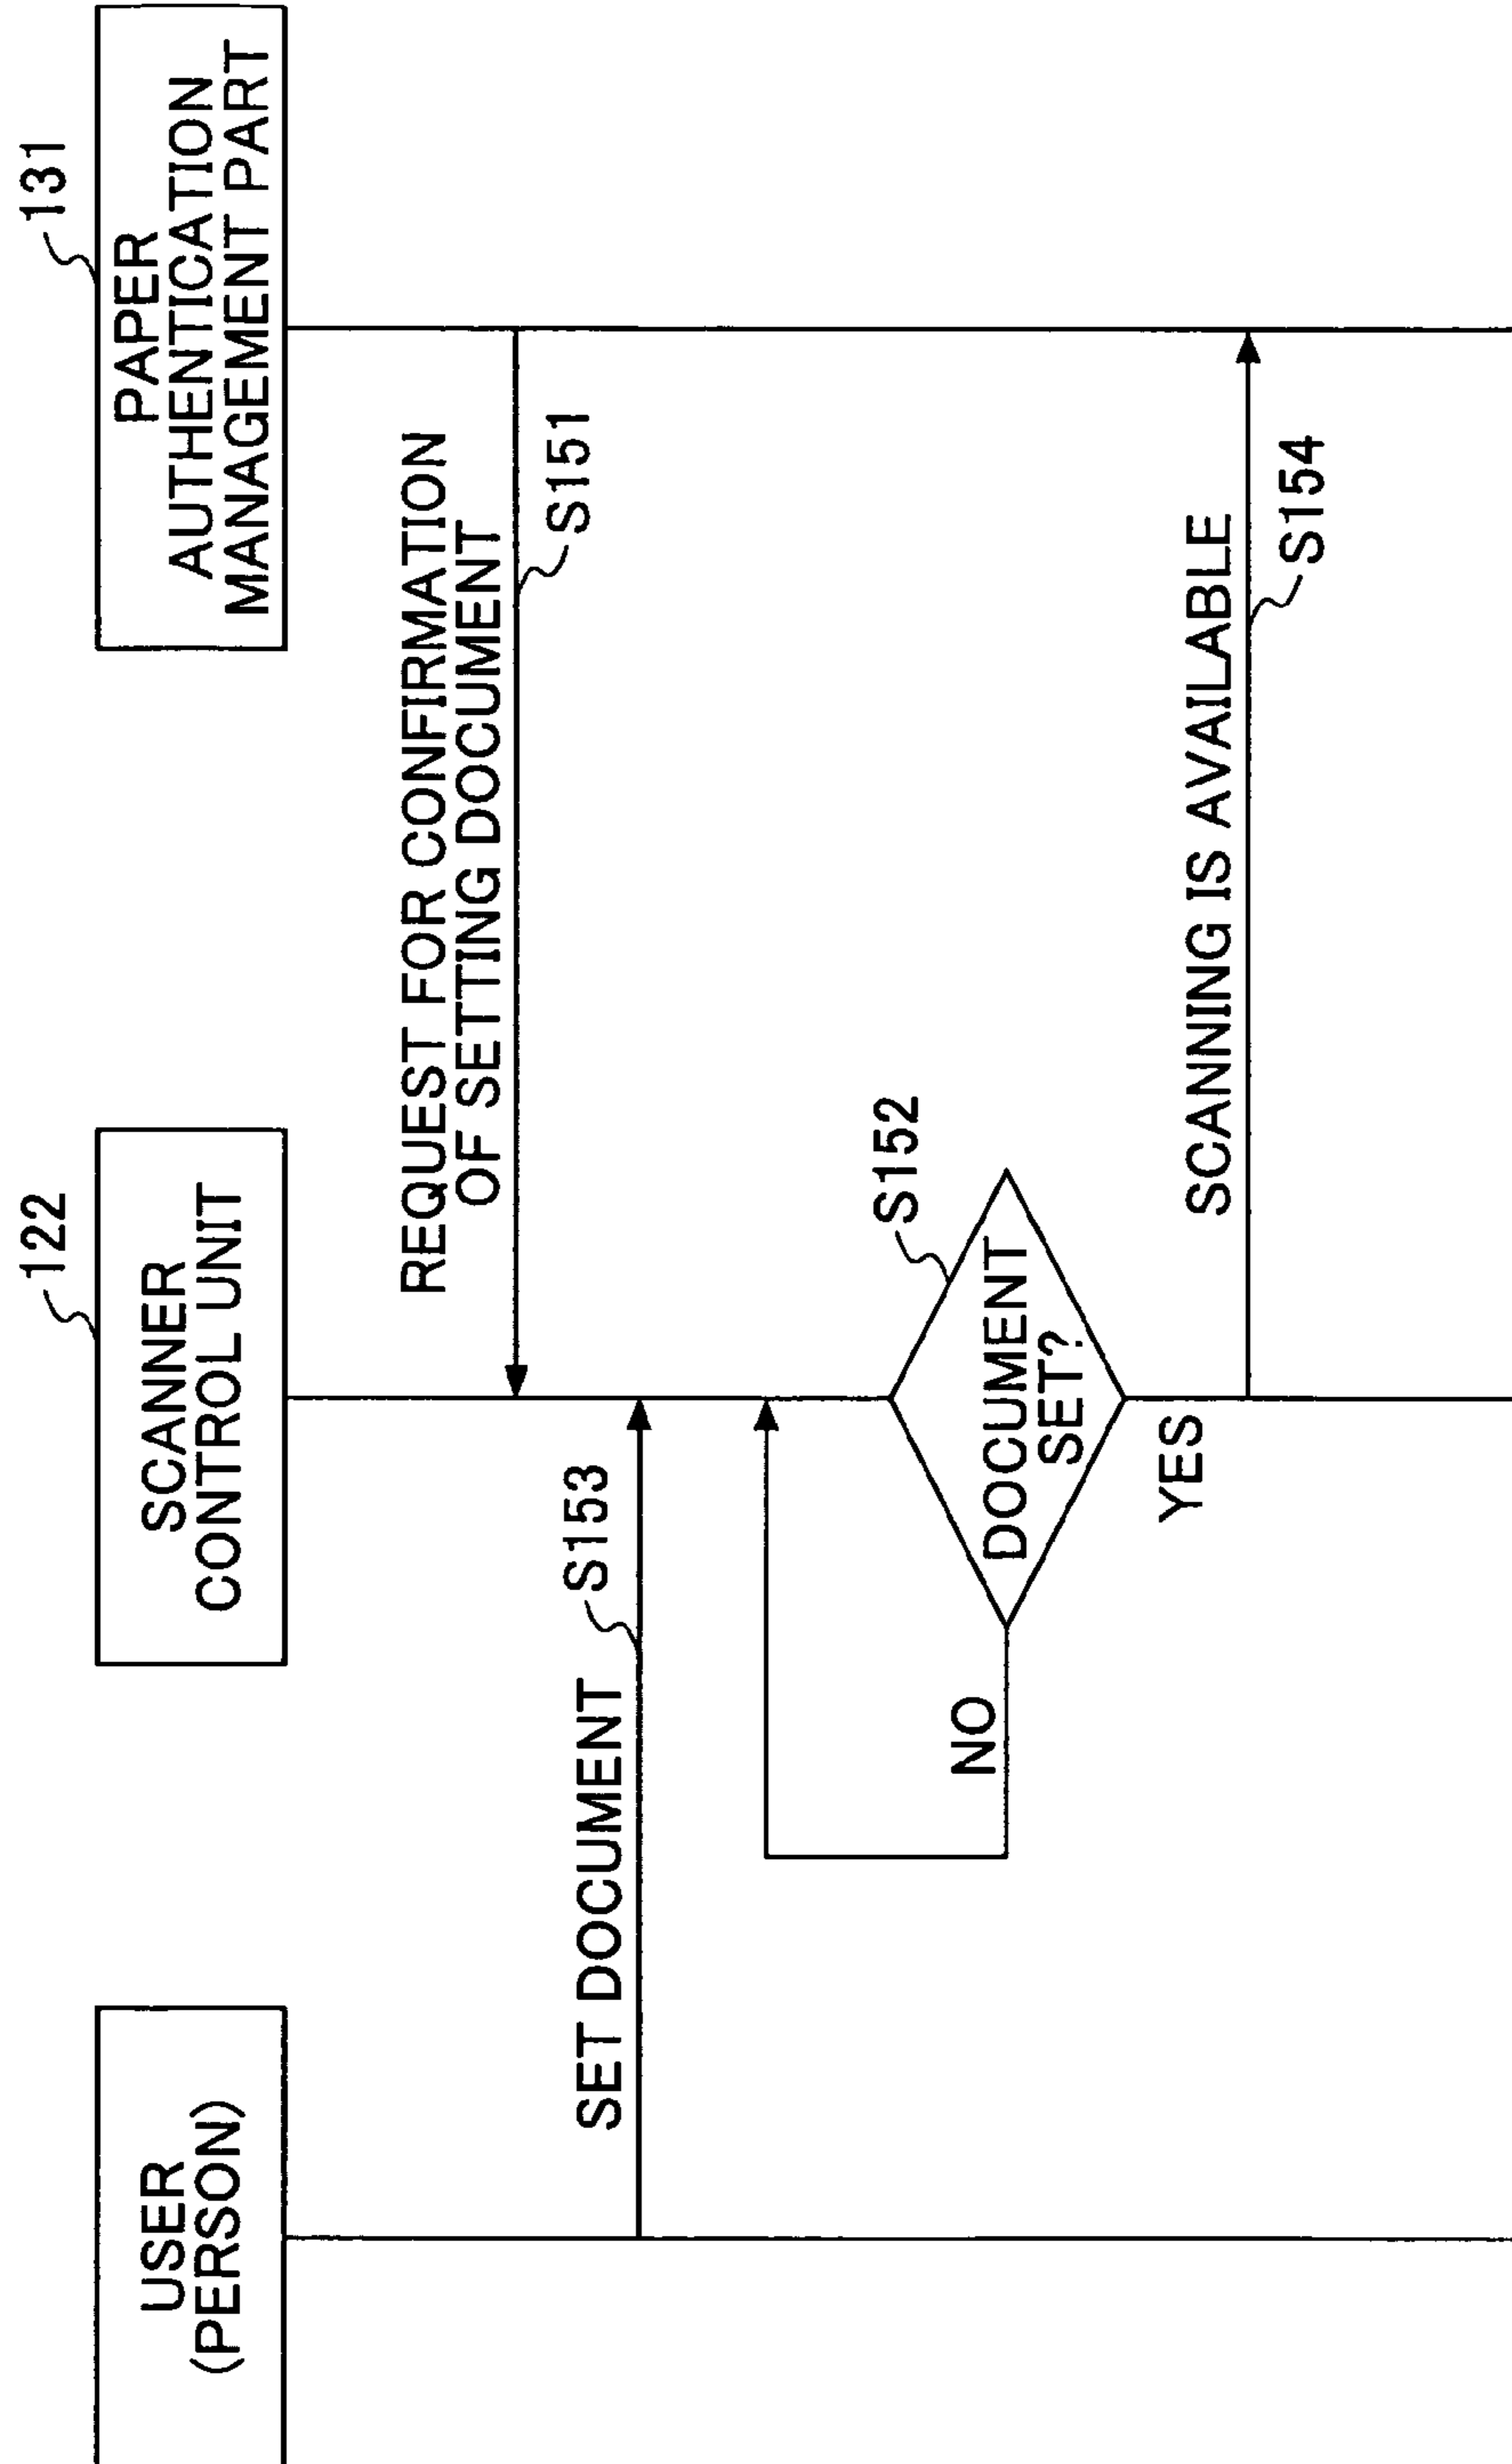 USER
(PERSON)
122
SCANNER
CONTROL UNIT
131
PAPER
AUTHENTICATION
MANAGEMENT PART
REQUEST FOR CONFIRMATION
OF SETTING DOCUMENT
S151
SET DOCUMENT
S153
S152
DOCUMENT
SET?
NO
YES
SCANNING IS AVAILABLE
S154